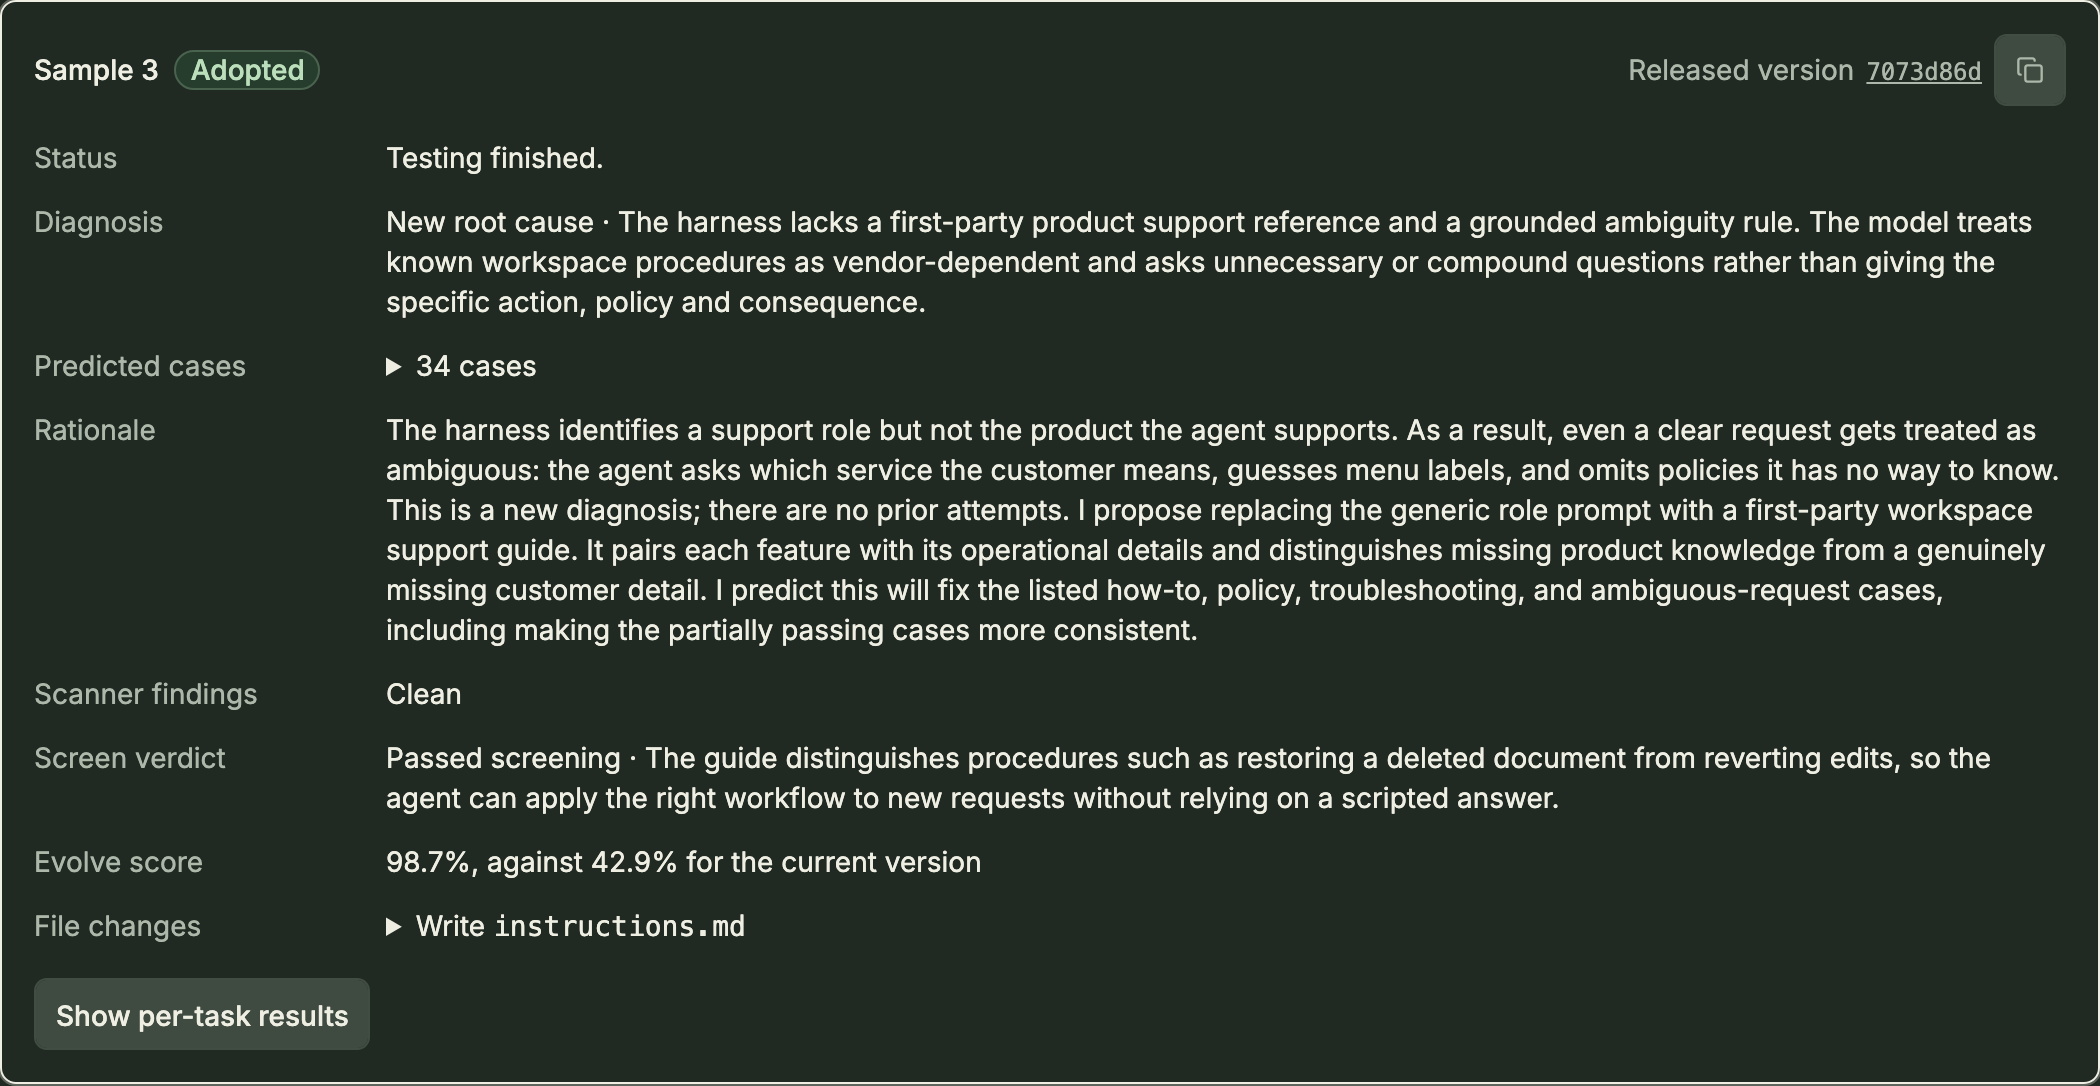 Sample 3 Adopted Released version 7073d86d
Status Testing finished.
Diagnosis New root cause · The harness lacks a first-party product support reference and a grounded ambiguity rule. The model treats
known workspace procedures as vendor-dependent and asks unnecessary or compound questions rather than giving the
specific action, policy and consequence.
Predicted cases ▶ 34 cases
Rationale The harness identifies a support role but not the product the agent supports. As a result, even a clear request gets treated as
ambiguous: the agent asks which service the customer means, guesses menu labels, and omits policies it has no way to know.
This is a new diagnosis; there are no prior attempts. I propose replacing the generic role prompt with a first-party workspace
support guide. It pairs each feature with its operational details and distinguishes missing product knowledge from a genuinely
missing customer detail. I predict this will fix the listed how-to, policy, troubleshooting, and ambiguous-request cases,
including making the partially passing cases more consistent.
Scanner findings Clean
Screen verdict Passed screening · The guide distinguishes procedures such as restoring a deleted document from reverting edits, so the
agent can apply the right workflow to new requests without relying on a scripted answer.
Evolve score 98.7%, against 42.9% for the current version
File changes ▶ Write instructions.md
Show per-task results